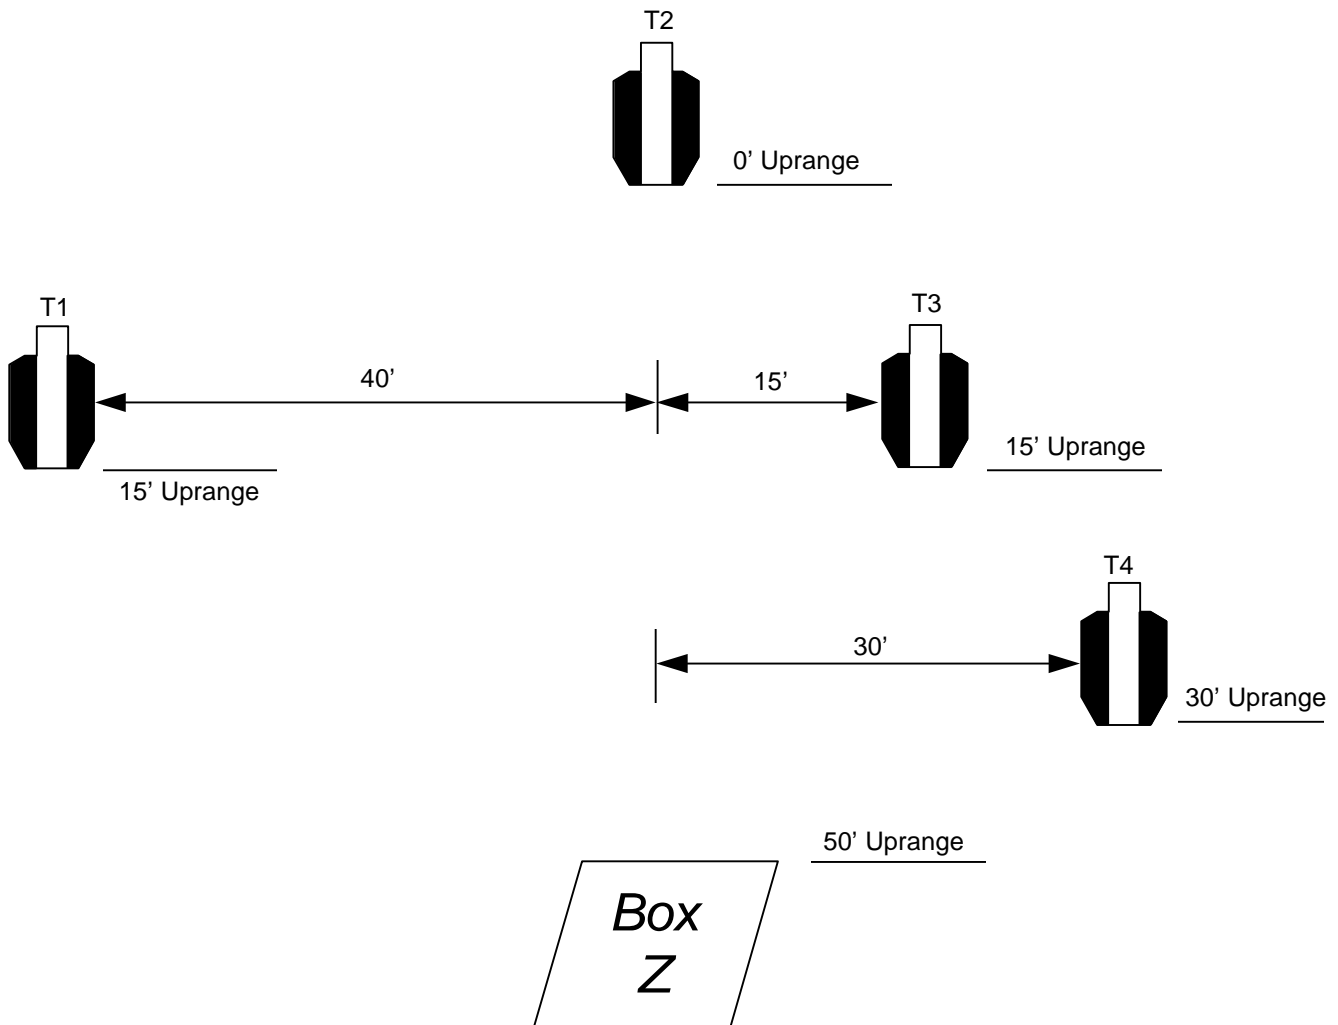 T2
0’ Uprange
T1
T3
40’
15’
15’ Uprange
15’ Uprange
T4
30’
30’ Uprange
50’ Uprange
Box
Z